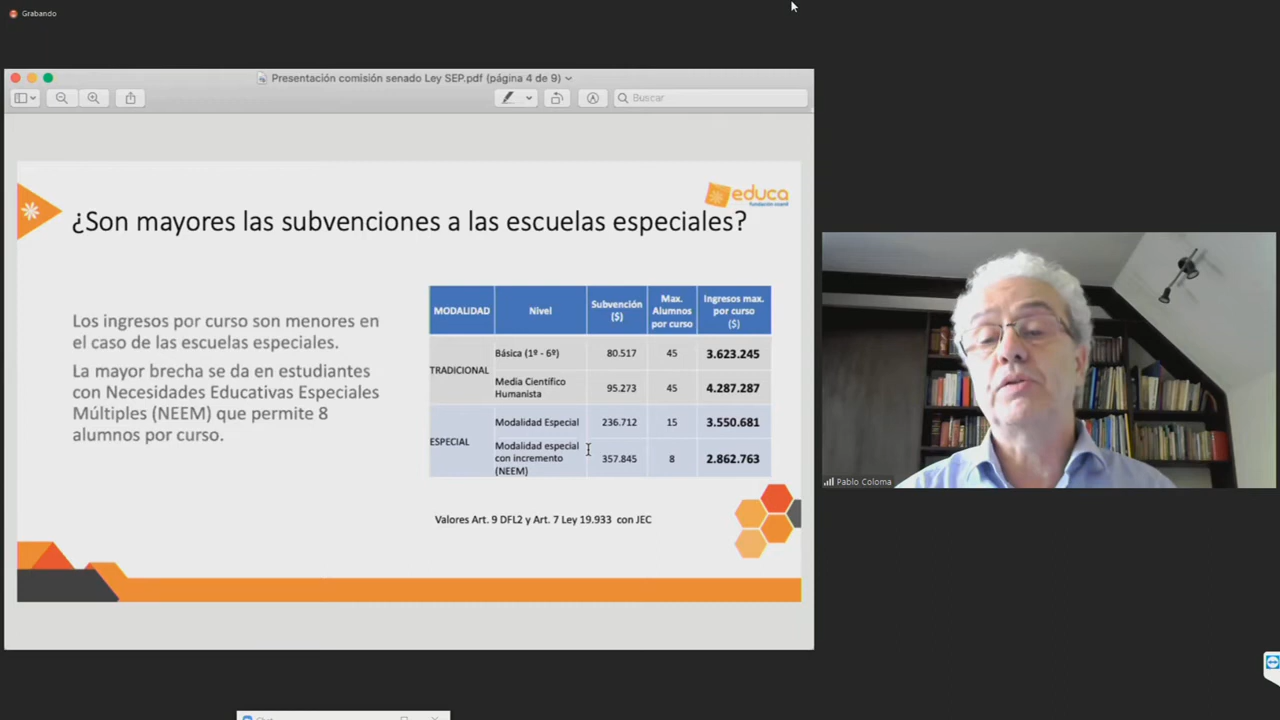 Grabando
Presentación comisión senado Ley SEP.pdf (página 4 de 9)
Buscar
educa
fundación coanil
¿Son mayores las subvenciones a las escuelas especiales?
Los ingresos por curso son menores en
el caso de las escuelas especiales.
La mayor brecha se da en estudiantes
con Necesidades Educativas Especiales
Múltiples (NEEM) que permite 8
alumnos por curso.
MODALIDAD Nivel Subvención ($) Max. Alumnos por curso Ingresos max. por curso ($)
TRADICIONAL Básica (1º - 6º) 80.517 45 3.623.245
Media Científico Humanista 95.273 45 4.287.287
ESPECIAL Modalidad Especial 236.712 15 3.550.681
Modalidad especial con incremento (NEEM) 357.845 8 2.862.763
Valores Art. 9 DFL2 y Art. 7 Ley 19.933 con JEC
Pablo Coloma